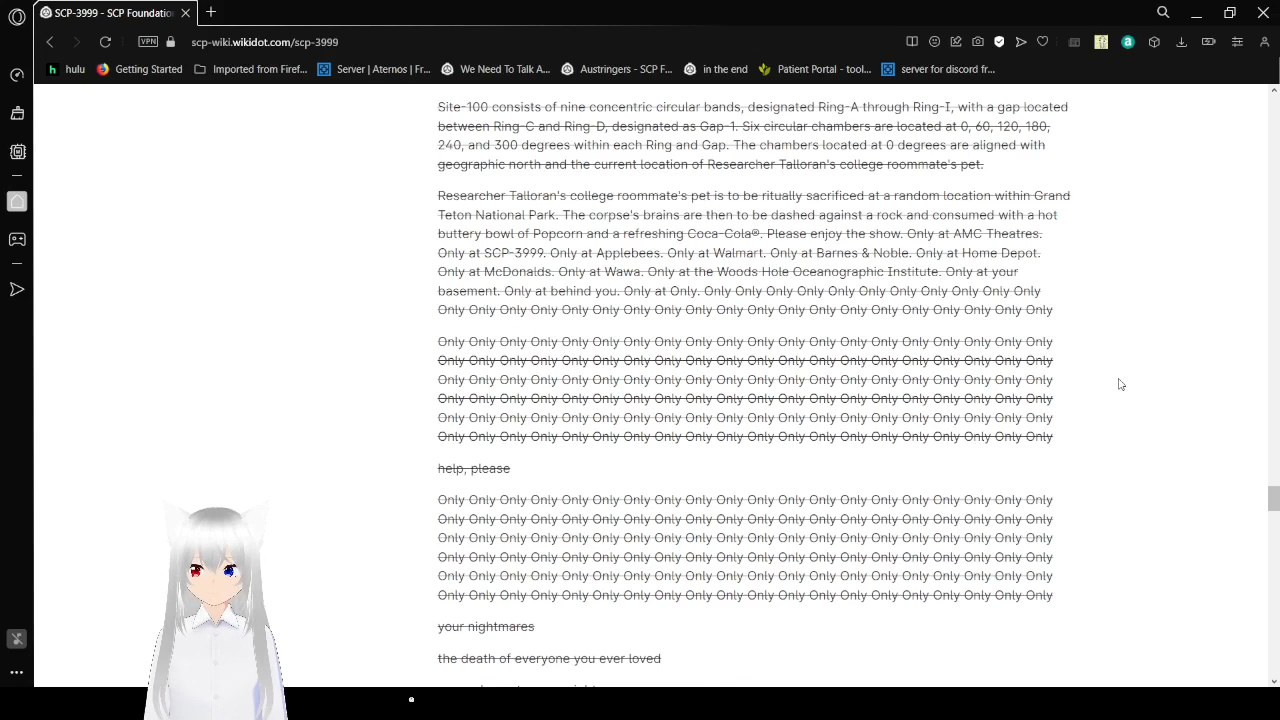 SCP-3999 - SCP Foundatio
VPN
scp-wiki.wikidot.com/scp-3999
hulu
Getting Started
Imported from Firef...
Server | Aternos | Fr...
We Need To Talk A...
Austringers - SCP F...
in the end
Patient Portal - tool...
server for discord fr...
Site-100 consists of nine concentric circular bands, designated Ring-A through Ring-I, with a gap located
between Ring-C and Ring-D, designated as Gap-1. Six circular chambers are located at 0, 60, 120, 180,
240, and 300 degrees within each Ring and Gap. The chambers located at 0 degrees are aligned with
geographic north and the current location of Researcher Talloran's college roommate's pet.
Researcher Talloran's college roommate's pet is to be ritually sacrificed at a random location within Grand
Teton National Park. The corpse's brains are then to be dashed against a rock and consumed with a hot
buttery bowl of Popcorn and a refreshing Coca-Cola®. Please enjoy the show. Only at AMC Theatres.
Only at SCP-3999. Only at Applebees. Only at Walmart. Only at Barnes & Noble. Only at Home Depot.
Only at McDonalds. Only at Wawa. Only at the Woods Hole Oceanographic Institute. Only at your
basement. Only at behind you. Only at Only. Only Only Only Only Only Only Only Only Only Only Only
Only Only Only Only Only Only Only Only Only Only Only Only Only Only Only Only Only Only Only Only
Only Only Only Only Only Only Only Only Only Only Only Only Only Only Only Only Only Only Only Only
Only Only Only Only Only Only Only Only Only Only Only Only Only Only Only Only Only Only Only Only
Only Only Only Only Only Only Only Only Only Only Only Only Only Only Only Only Only Only Only Only
Only Only Only Only Only Only Only Only Only Only Only Only Only Only Only Only Only Only Only Only
Only Only Only Only Only Only Only Only Only Only Only Only Only Only Only Only Only Only Only Only
Only Only Only Only Only Only Only Only Only Only Only Only Only Only Only Only Only Only Only Only
help, please
Only Only Only Only Only Only Only Only Only Only Only Only Only Only Only Only Only Only Only Only
Only Only Only Only Only Only Only Only Only Only Only Only Only Only Only Only Only Only Only Only
Only Only Only Only Only Only Only Only Only Only Only Only Only Only Only Only Only Only Only Only
Only Only Only Only Only Only Only Only Only Only Only Only Only Only Only Only Only Only Only Only
Only Only Only Only Only Only Only Only Only Only Only Only Only Only Only Only Only Only Only Only
Only Only Only Only Only Only Only Only Only Only Only Only Only Only Only Only Only Only Only Only
your nightmares
the death of everyone you ever loved